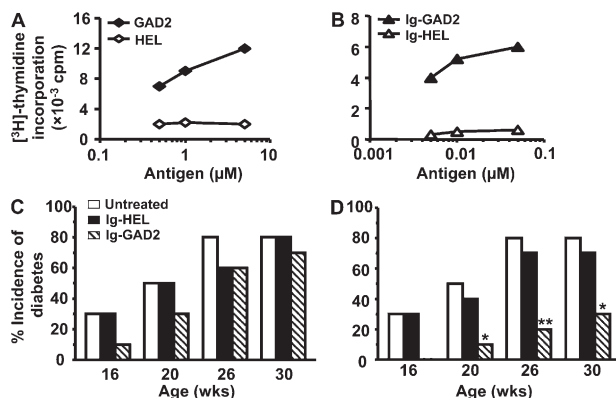 A
GAD2
HEL
16
12
8
4
0
0.1
1
10
Antigen (μM)
[³H]-thymidine
incorporation
(×10⁻³ cpm)
B
Ig-GAD2
Ig-HEL
8
6
4
2
0
0.001
0.01
0.1
Antigen (μM)
C
Untreated
Ig-HEL
Ig-GAD2
100
80
60
40
20
0
16
20
26
30
Age (wks)
% Incidence of
diabetes
D
100
80
60
40
20
0
*
**
*
16
20
26
30
Age (wks)